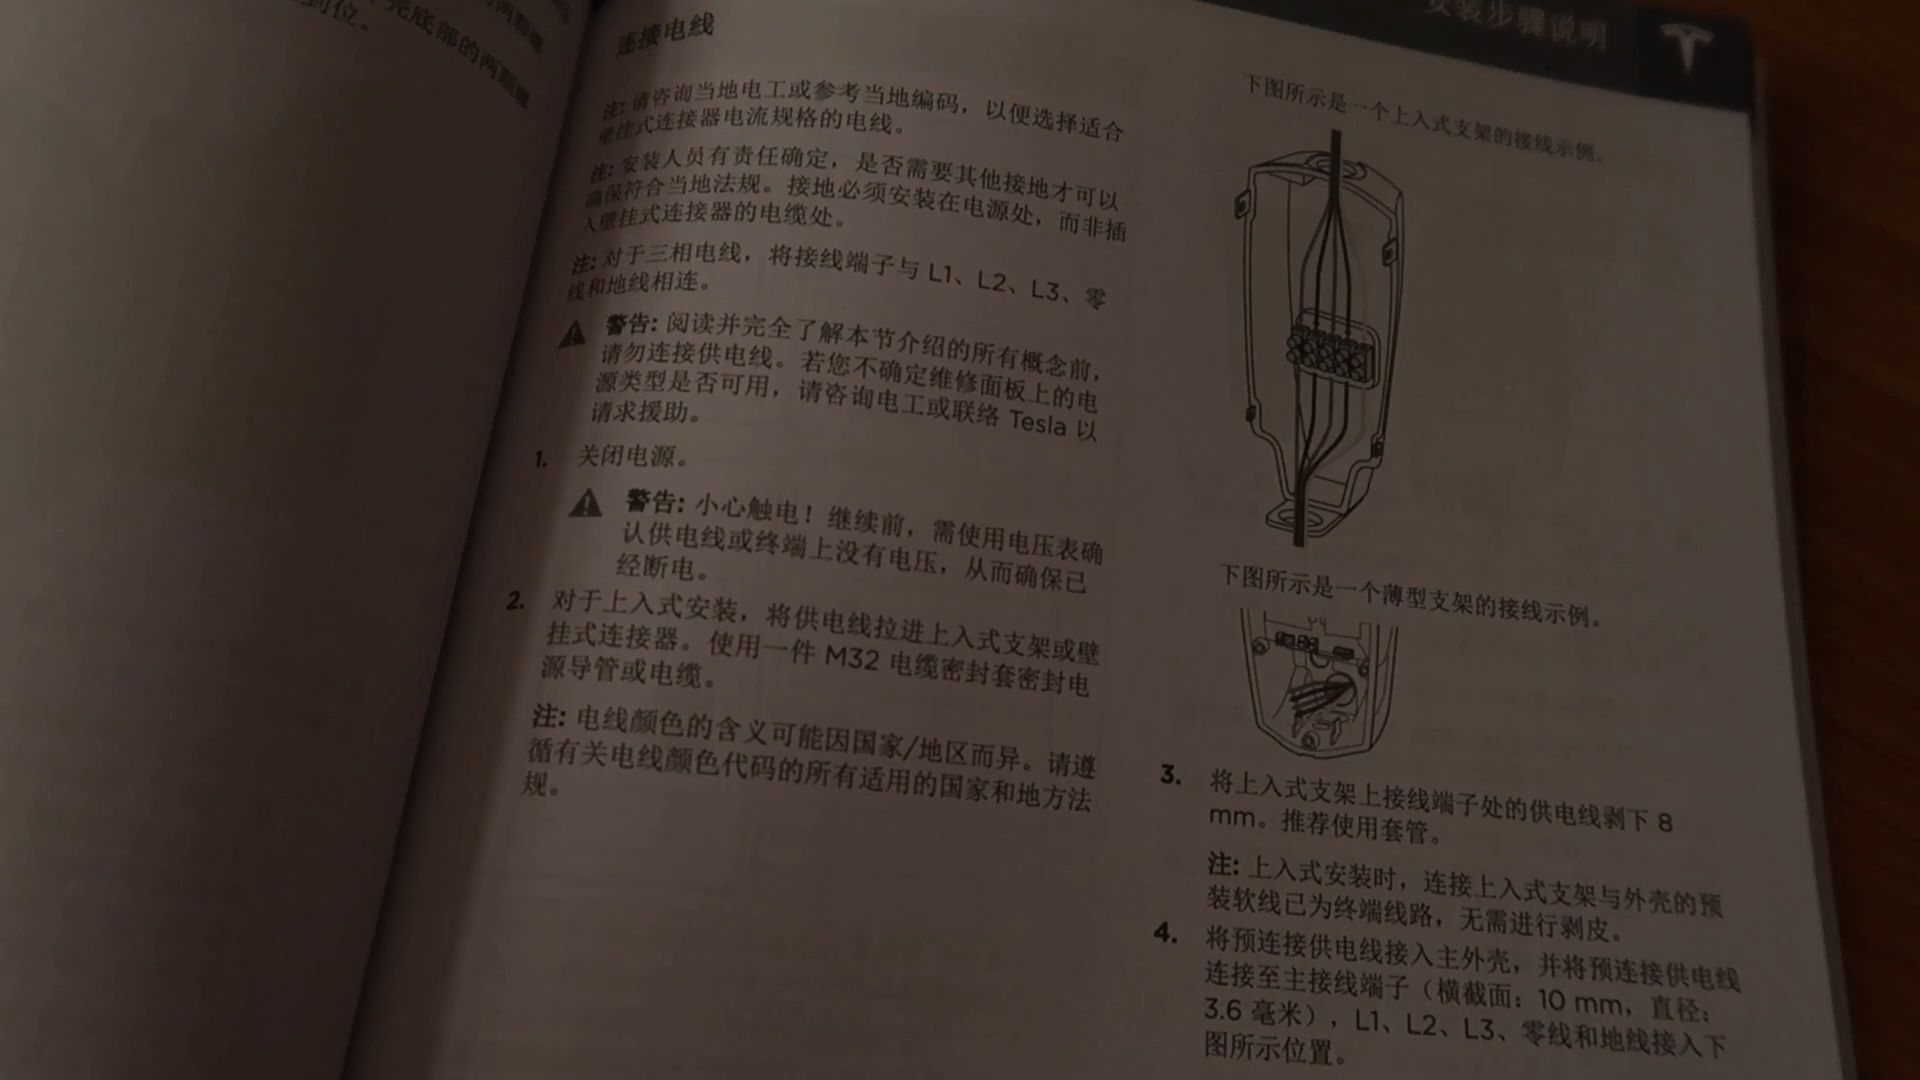 到位。
壳底部的两颗
安装步骤说明
连接电线
注: 请咨询当地电工或参考当地编码，以便选择适合
壁挂式连接器电流规格的电线。
注: 安装人员有责任确定，是否需要其他接地才可以
确保符合当地法规。接地必须安装在电源处，而非插
入壁挂式连接器的电缆处。
注: 对于三相电线，将接线端子与 L1、L2、L3、零
线和地线相连。
警告: 阅读并完全了解本节介绍的所有概念前，
请勿连接供电线。若您不确定维修面板上的电
源类型是否可用，请咨询电工或联络 Tesla 以
请求援助。
1. 关闭电源。
警告: 小心触电！继续前，需使用电压表确
认供电线或终端上没有电压，从而确保已
经断电。
2. 对于上入式安装，将供电线拉进上入式支架或壁
挂式连接器。使用一件 M32 电缆密封套密封电
源导管或电缆。
注: 电线颜色的含义可能因国家/地区而异。请遵
循有关电线颜色代码的所有适用的国家和地方法
规。
下图所示是一个上入式支架的接线示例。
下图所示是一个薄型支架的接线示例。
3. 将上入式支架上接线端子处的供电线剥下 8
mm。推荐使用套管。
注: 上入式安装时，连接上入式支架与外壳的预
装软线已为终端线路，无需进行剥皮。
4. 将预连接供电线接入主外壳，并将预连接供电线
连接至主接线端子（横截面：10 mm，直径：
3.6 毫米），L1、L2、L3、零线和地线接入下
图所示位置。